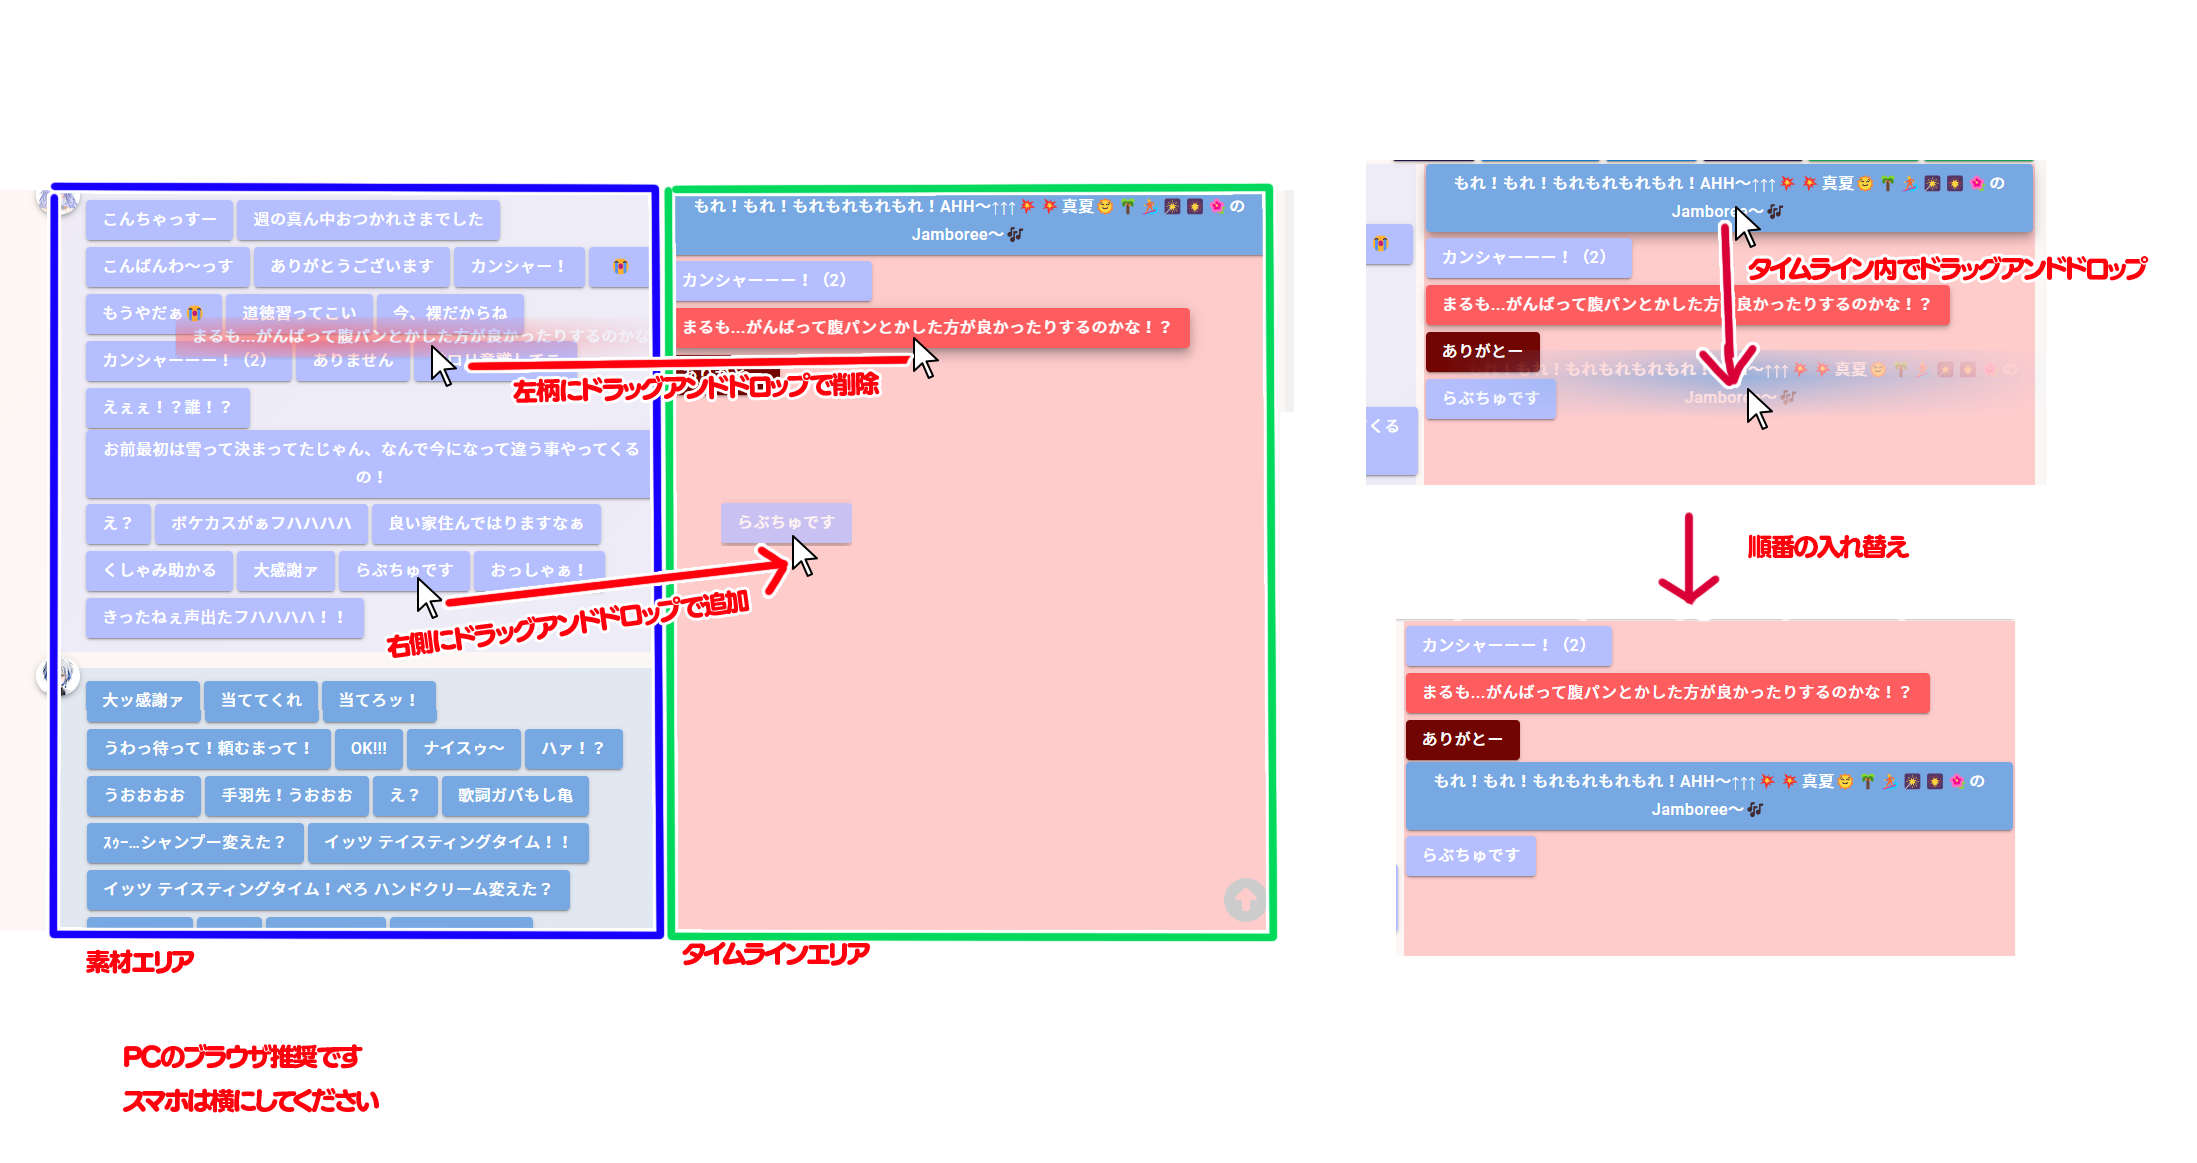 こんちゃっすー 週の真ん中おつかれさまでした
こんばんわ〜っす ありがとうございます カンシャー！ 😭
もうやだぁ😭 道徳習ってこい 今、裸だからね
まるも...がんばって腹パンとかした方が良かったりするのかな
カンシャーーー！（2） ありません
えぇぇ！？誰！？
お前最初は雪って決まってたじゃん、なんで今になって違う事やってくる
の！
え？ ボケカスがぁフハハハハ 良い家住んではりますなぁ
くしゃみ助かる 大感謝ァ らぶちゅです おっしゃぁ！
きったねぇ声出たフハハハハ！！
大ッ感謝ァ 当ててくれ 当てろッ！
うわっ待って！頼むまって！ OK!!! ナイスゥ〜 ハァ！？
うおおおお 手羽先！うおおお え？ 歌詞ガバもし亀
ｽｩｰ...シャンプー変えた？ イッツ テイスティングタイム！！
イッツ テイスティングタイム！ぺろ ハンドクリーム変えた？
素材エリア
もれ！もれ！もれもれもれもれ！AHH〜↑↑↑💥💥真夏😏🌴🏄🎆🎇🌺の
Jamboree〜🎶
カンシャーーー！（2）
まるも...がんばって腹パンとかした方が良かったりするのかな！？
左柄にドラッグアンドドロップで削除
らぶちゅです
右側にドラッグアンドドロップで追加
タイムラインエリア
PCのブラウザ推奨です
スマホは横にしてください
もれ！もれ！もれもれもれもれ！AHH〜↑↑↑💥💥真夏😏🌴🏄🎆🎇🌺の
Jamboree〜🎶
😭
カンシャーーー！（2）
タイムライン内でドラッグアンドドロップ
まるも...がんばって腹パンとかした方が良かったりするのかな！？
ありがとー
もれ！もれもれもれもれ！ 〜↑↑↑💥💥真夏😏🌴🏄🎆🎇🌺の
Jamboree〜🎶
らぶちゅです
くる
順番の入れ替え
カンシャーーー！（2）
まるも...がんばって腹パンとかした方が良かったりするのかな！？
ありがとー
もれ！もれ！もれもれもれもれ！AHH〜↑↑↑💥💥真夏😏🌴🏄🎆🎇🌺の
Jamboree〜🎶
らぶちゅです